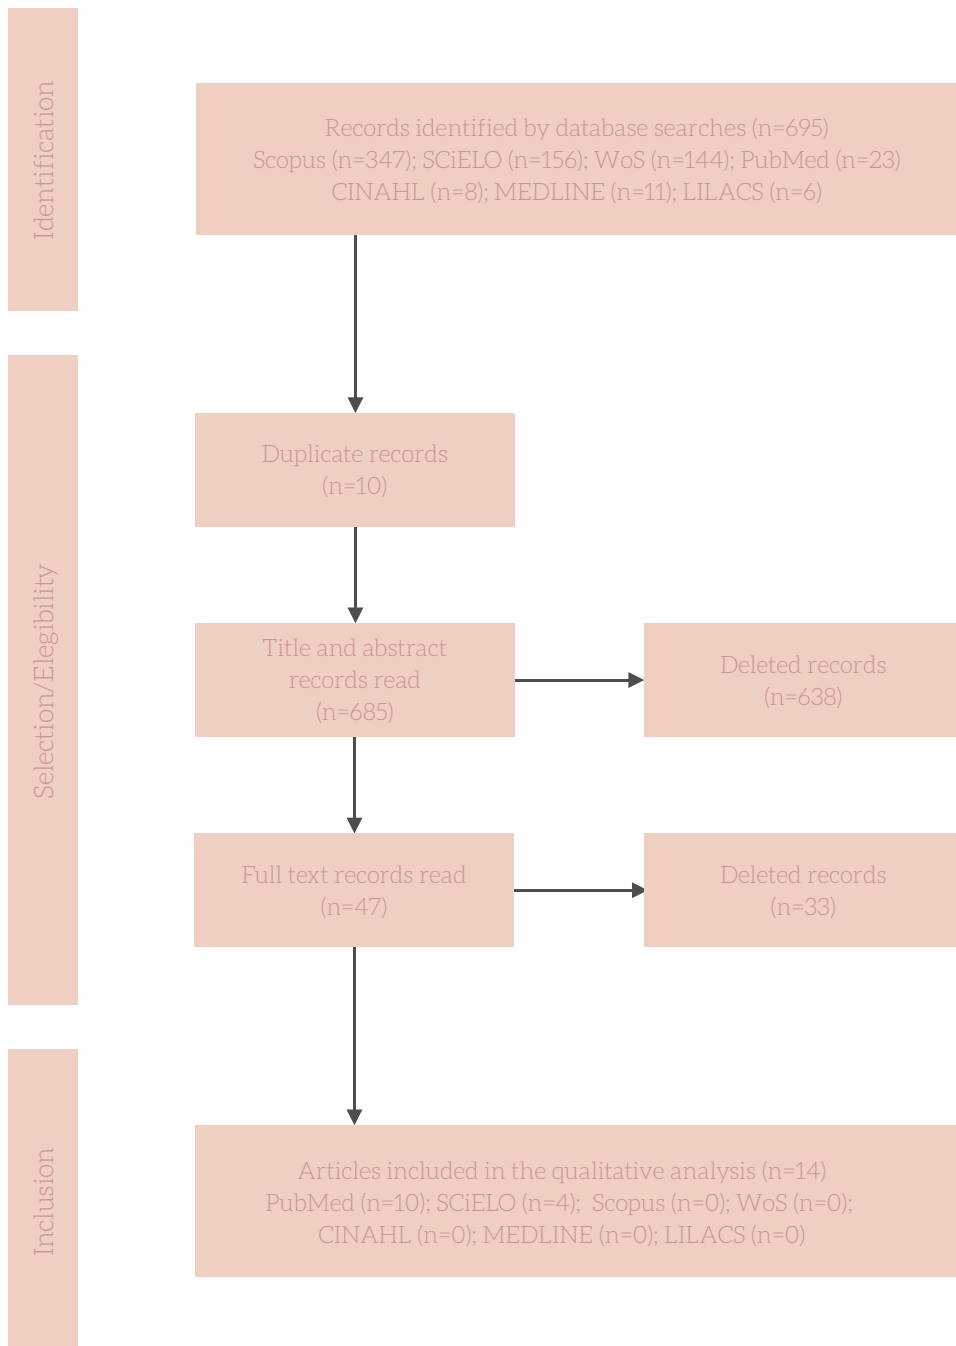 Identification
Records identified by database searches (n=695)
Scopus (n=347); SCiELO (n=156); WoS (n=144); PubMed (n=23)
CINAHL (n=8); MEDLINE (n=11); LILACS (n=6)
Selection/Elegibility
Duplicate records
(n=10)
Title and abstract
records read
(n=685)
Deleted records
(n=638)
Full text records read
(n=47)
Deleted records
(n=33)
Inclusion
Articles included in the qualitative analysis (n=14)
PubMed (n=10); SCiELO (n=4); Scopus (n=0); WoS (n=0);
CINAHL (n=0); MEDLINE (n=0); LILACS (n=0)